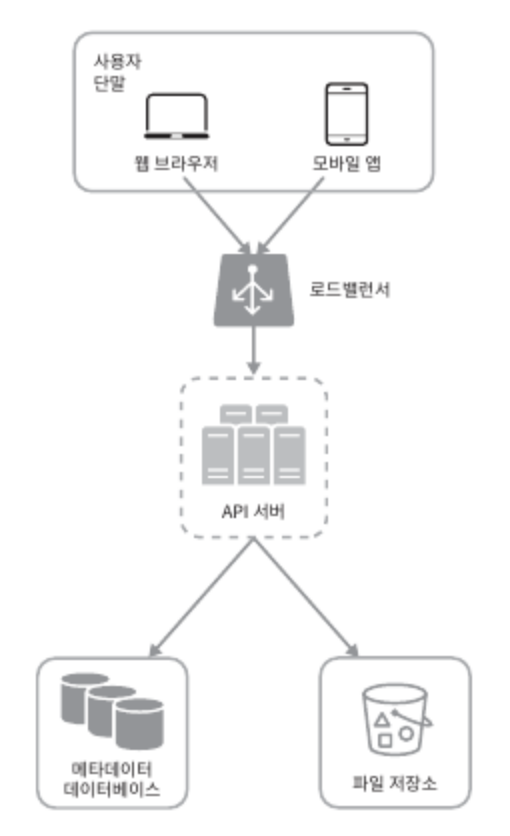 사용자
단말
웹 브라우저
모바일 앱
로드밸런서
API 서버
메타데이터
데이터베이스
파일 저장소